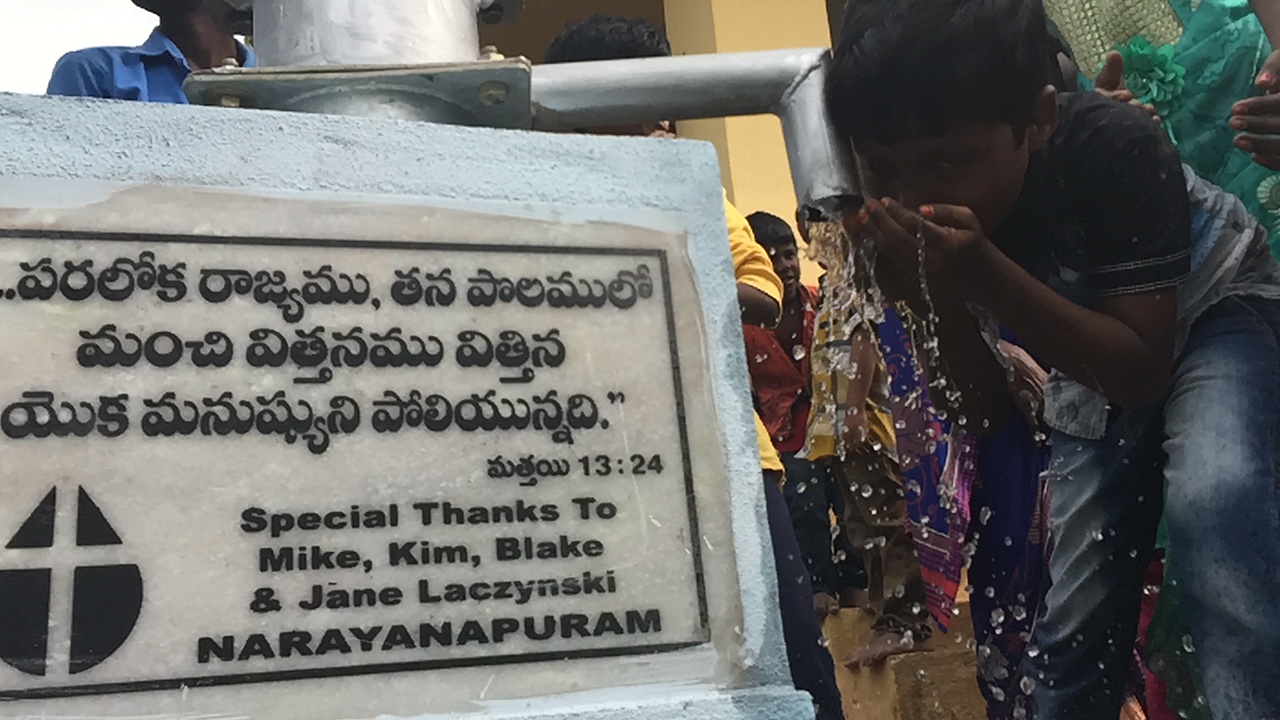 ..పరలోక రాజ్యము, తన పొలములో
మంచి విత్తనము విత్తిన
యొక మనుష్యుని పోలియున్నది.”
మత్తయి 13:24
Special Thanks To
Mike, Kim, Blake
& Jane Laczynski
NARAYANAPURAM